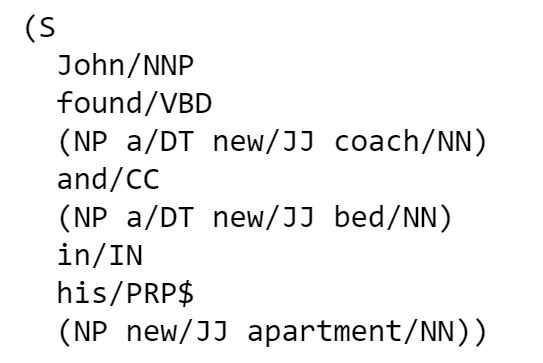 (S
  John/NNP
  found/VBD
  (NP a/DT new/JJ coach/NN)
  and/CC
  (NP a/DT new/JJ bed/NN)
  in/IN
  his/PRP$
  (NP new/JJ apartment/NN))